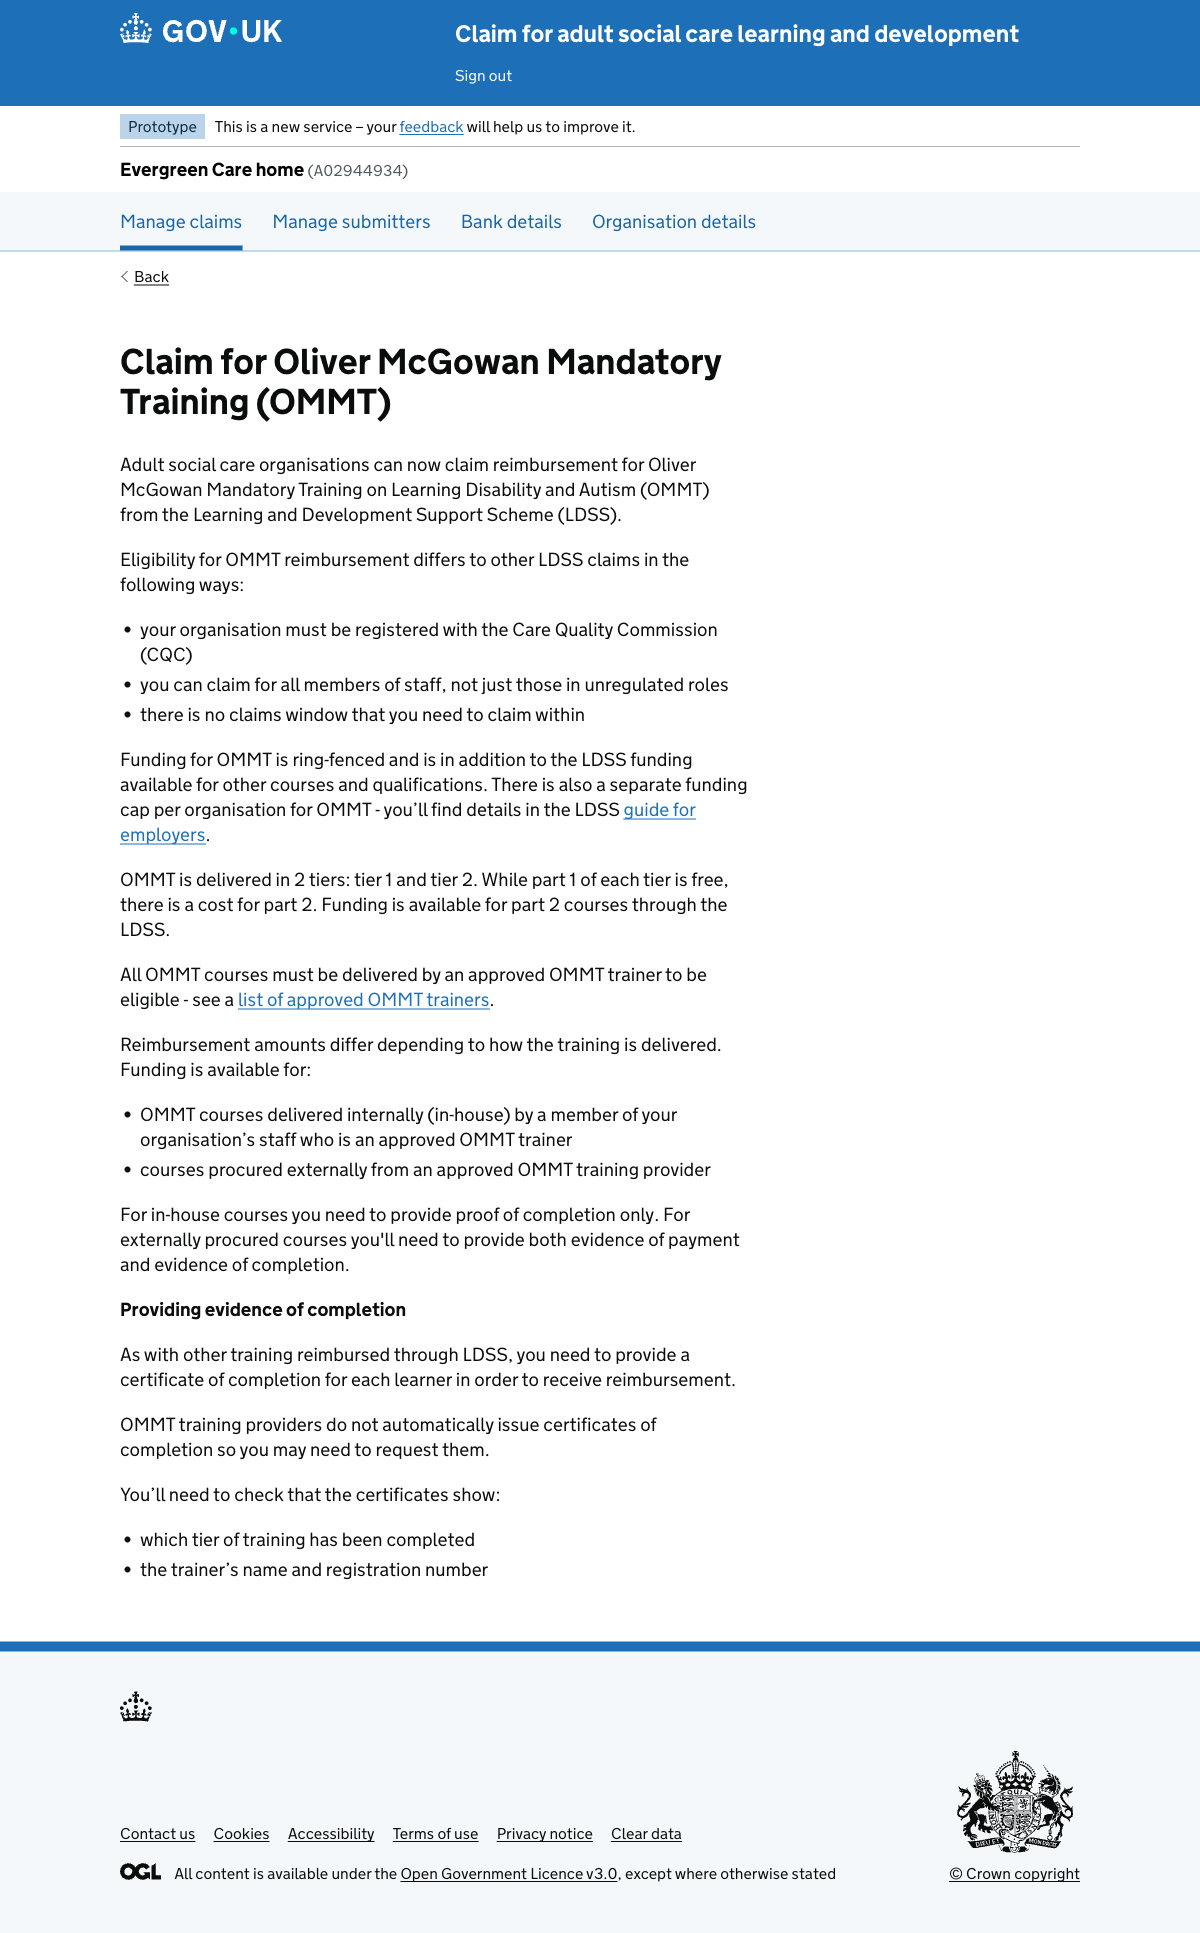 GOV·UK
Claim for adult social care learning and development
Sign out
Prototype This is a new service – your feedback will help us to improve it.
Evergreen Care home (A02944934)
Manage claims Manage submitters Bank details Organisation details
Back
Claim for Oliver McGowan Mandatory
Training (OMMT)
Adult social care organisations can now claim reimbursement for Oliver
McGowan Mandatory Training on Learning Disability and Autism (OMMT)
from the Learning and Development Support Scheme (LDSS).
Eligibility for OMMT reimbursement differs to other LDSS claims in the
following ways:
• your organisation must be registered with the Care Quality Commission
(CQC)
• you can claim for all members of staff, not just those in unregulated roles
• there is no claims window that you need to claim within
Funding for OMMT is ring-fenced and is in addition to the LDSS funding
available for other courses and qualifications. There is also a separate funding
cap per organisation for OMMT - you’ll find details in the LDSS guide for
employers.
OMMT is delivered in 2 tiers: tier 1 and tier 2. While part 1 of each tier is free,
there is a cost for part 2. Funding is available for part 2 courses through the
LDSS.
All OMMT courses must be delivered by an approved OMMT trainer to be
eligible - see a list of approved OMMT trainers.
Reimbursement amounts differ depending to how the training is delivered.
Funding is available for:
• OMMT courses delivered internally (in-house) by a member of your
organisation’s staff who is an approved OMMT trainer
• courses procured externally from an approved OMMT training provider
For in-house courses you need to provide proof of completion only. For
externally procured courses you'll need to provide both evidence of payment
and evidence of completion.
Providing evidence of completion
As with other training reimbursed through LDSS, you need to provide a
certificate of completion for each learner in order to receive reimbursement.
OMMT training providers do not automatically issue certificates of
completion so you may need to request them.
You’ll need to check that the certificates show:
• which tier of training has been completed
• the trainer’s name and registration number
Contact us Cookies Accessibility Terms of use Privacy notice Clear data
OGL All content is available under the Open Government Licence v3.0, except where otherwise stated
© Crown copyright